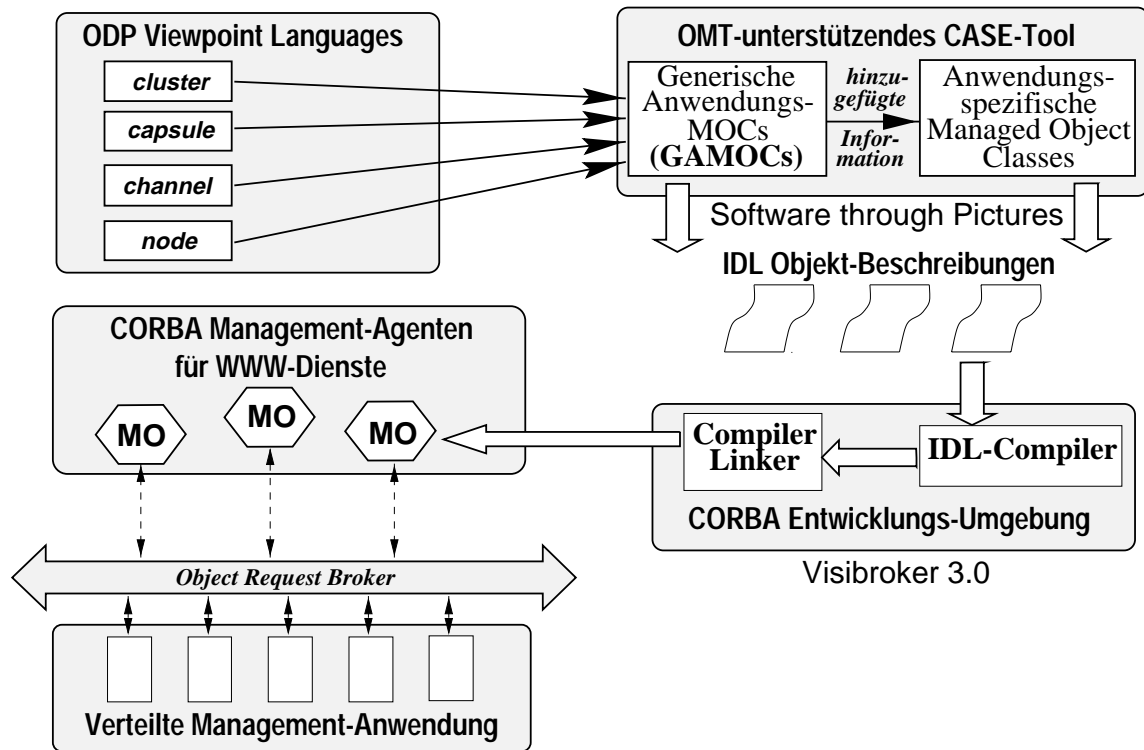 ODP Viewpoint Languages
cluster
capsule
channel
node
OMT-unterstützendes CASE-Tool
Generische
Anwendungs-
MOCs
(GAMOCs)
hinzu-
gefügte
Infor-
mation
Anwendungs-
spezifische
Managed Object
Classes
Software through Pictures
IDL Objekt-Beschreibungen
CORBA Management-Agenten
für WWW-Dienste
MO
MO
MO
Compiler
Linker
IDL-Compiler
CORBA Entwicklungs-Umgebung
Visibroker 3.0
Object Request Broker
Verteilte Management-Anwendung